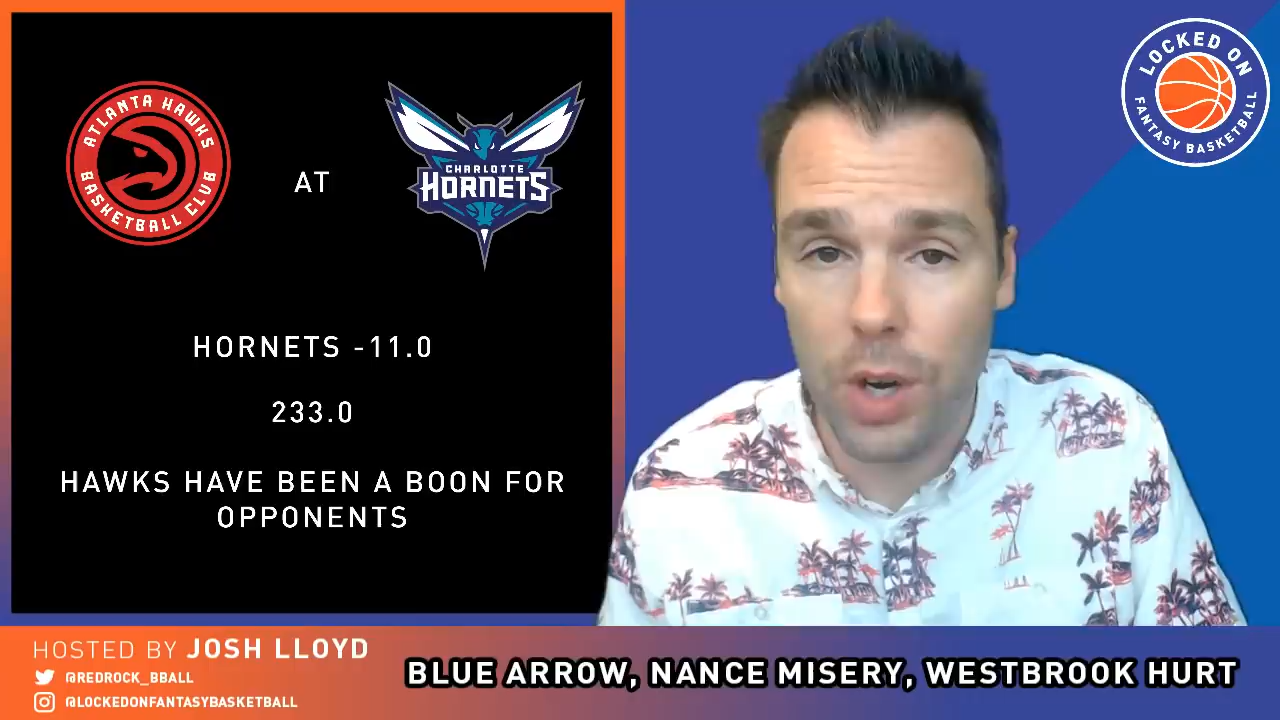 ATLANTA HAWKS
BASKETBALL CLUB
AT
CHARLOTTE
HORNETS
HORNETS -11.0
233.0
HAWKS HAVE BEEN A BOON FOR
OPPONENTS
LOCKED ON
FANTASY BASKETBALL
HOSTED BY JOSH LLOYD
@REDROCK_BBALL
@LOCKEDONFANTASYBASKETBALL
BLUE ARROW, NANCE MISERY, WESTBROOK HURT